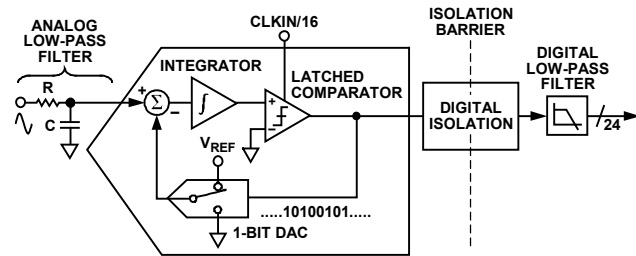 ANALOG
LOW-PASS
FILTER
R
C
+
Σ
–
INTEGRATOR
∫
CLKIN/16
LATCHED
COMPARATOR
+
–
VREF
.....10100101.....
1-BIT DAC
ISOLATION
BARRIER
DIGITAL
ISOLATION
DIGITAL
LOW-PASS
FILTER
24